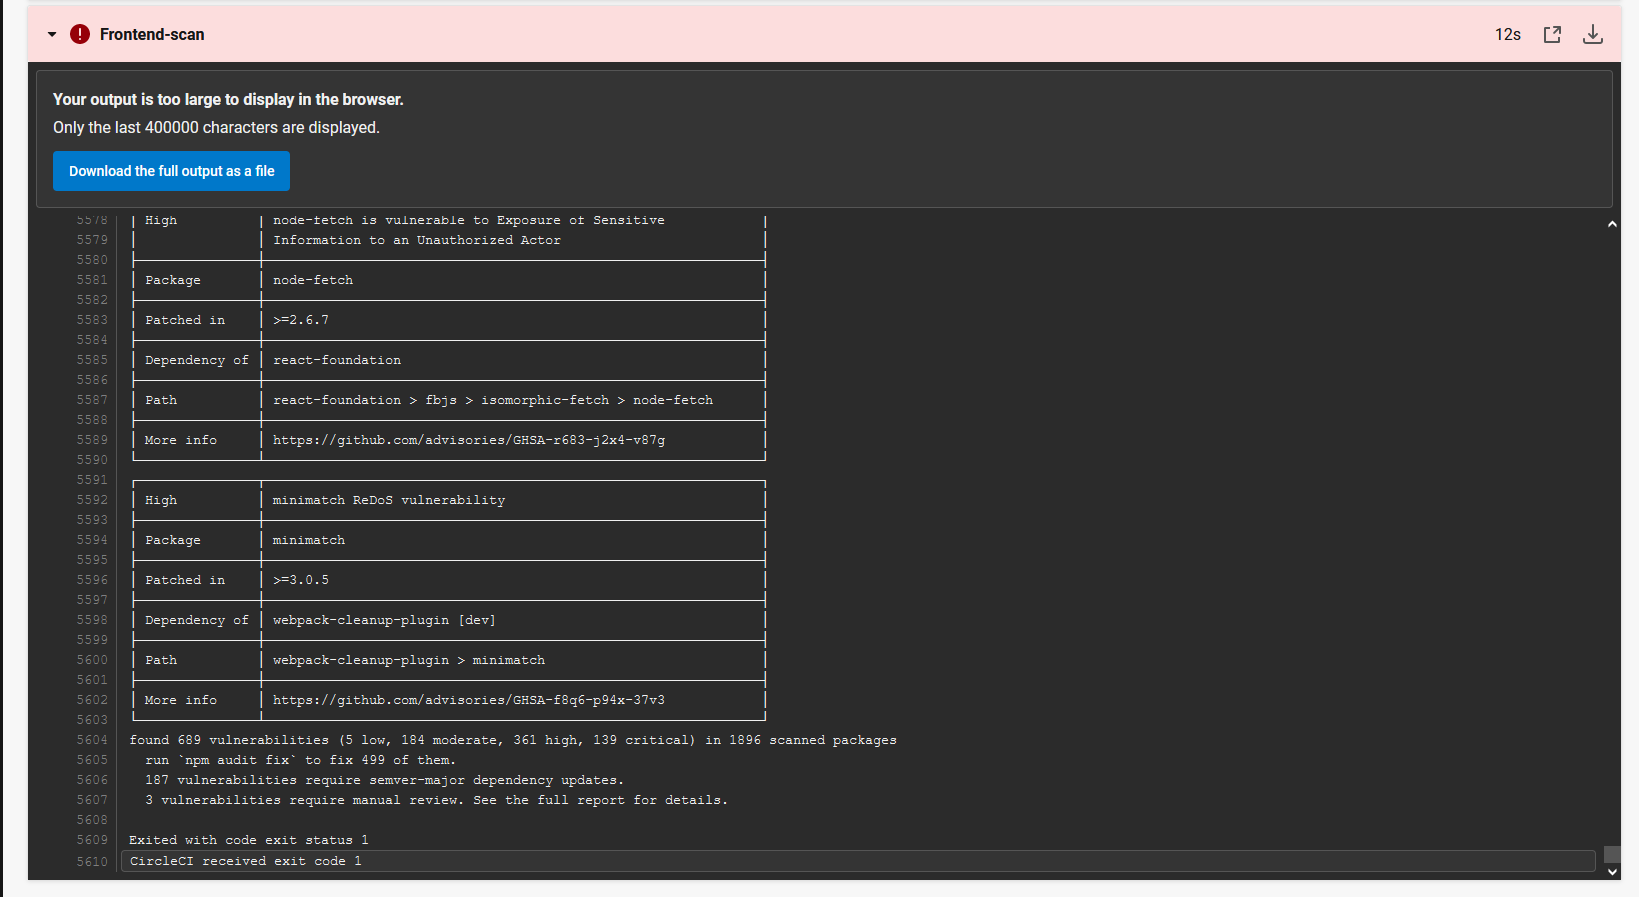 Frontend-scan 12s
Your output is too large to display in the browser.
Only the last 400000 characters are displayed.
Download the full output as a file
5578 High node-fetch is vulnerable to Exposure of Sensitive
5579 Information to an Unauthorized Actor
5580
5581 Package node-fetch
5582
5583 Patched in >=2.6.7
5584
5585 Dependency of react-foundation
5586
5587 Path react-foundation > fbjs > isomorphic-fetch > node-fetch
5588
5589 More info https://github.com/advisories/GHSA-r683-j2x4-v87g
5590
5591
5592 High minimatch ReDoS vulnerability
5593
5594 Package minimatch
5595
5596 Patched in >=3.0.5
5597
5598 Dependency of webpack-cleanup-plugin [dev]
5599
5600 Path webpack-cleanup-plugin > minimatch
5601
5602 More info https://github.com/advisories/GHSA-f8q6-p94x-37v3
5603
5604 found 689 vulnerabilities (5 low, 184 moderate, 361 high, 139 critical) in 1896 scanned packages
5605 run `npm audit fix` to fix 499 of them.
5606 187 vulnerabilities require semver-major dependency updates.
5607 3 vulnerabilities require manual review. See the full report for details.
5608
5609 Exited with code exit status 1
5610 CircleCI received exit code 1